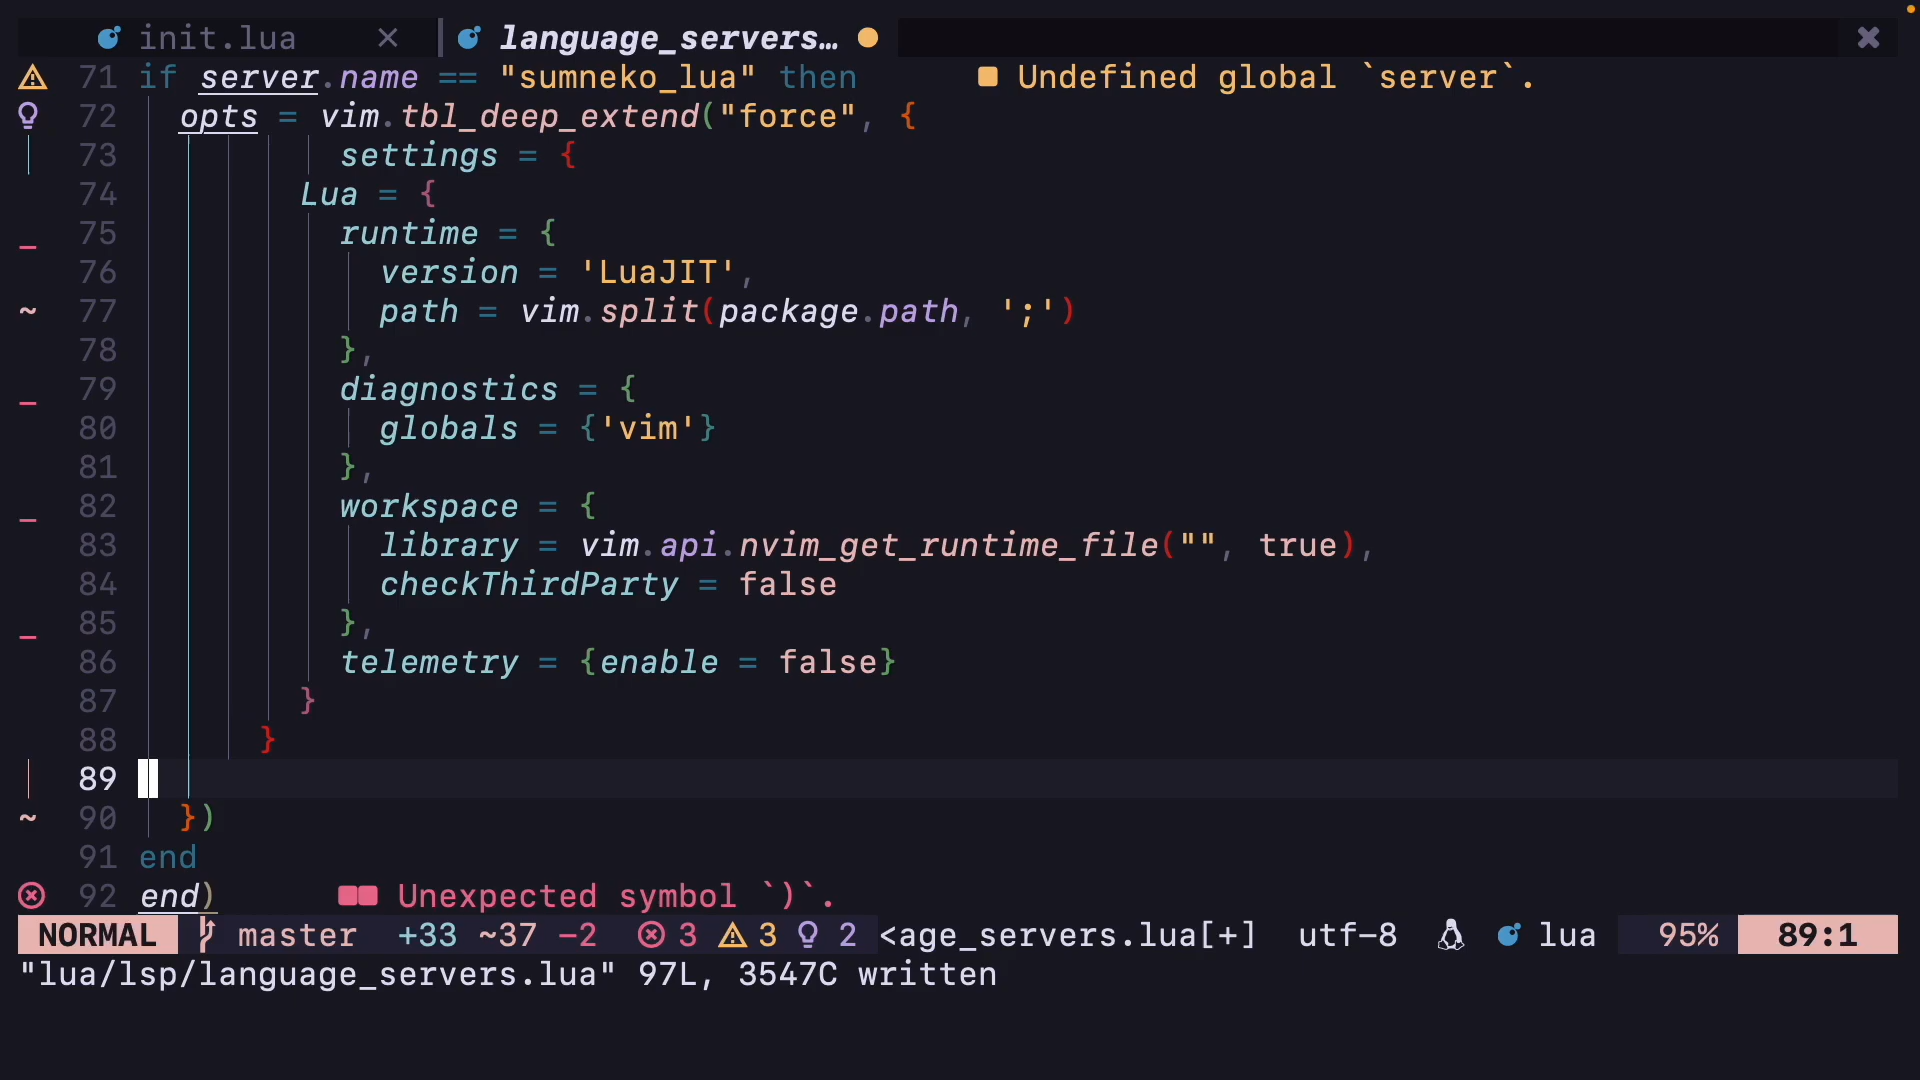 init.lua language_servers…
71 if server.name == "sumneko_lua" then Undefined global `server`.
72 opts = vim.tbl_deep_extend("force", {
73 settings = {
74 Lua = {
75 runtime = {
76 version = 'LuaJIT',
~ 77 path = vim.split(package.path, ';')
78 },
79 diagnostics = {
80 globals = {'vim'}
81 },
82 workspace = {
83 library = vim.api.nvim_get_runtime_file("", true),
84 checkThirdParty = false
85 },
86 telemetry = {enable = false}
87 }
88 }
89
~ 90 })
91 end
92 end) Unexpected symbol `)`.
NORMAL master +33 ~37 -2 3 3 2 <age_servers.lua[+] utf-8 lua 95% 89:1
"lua/lsp/language_servers.lua" 97L, 3547C written